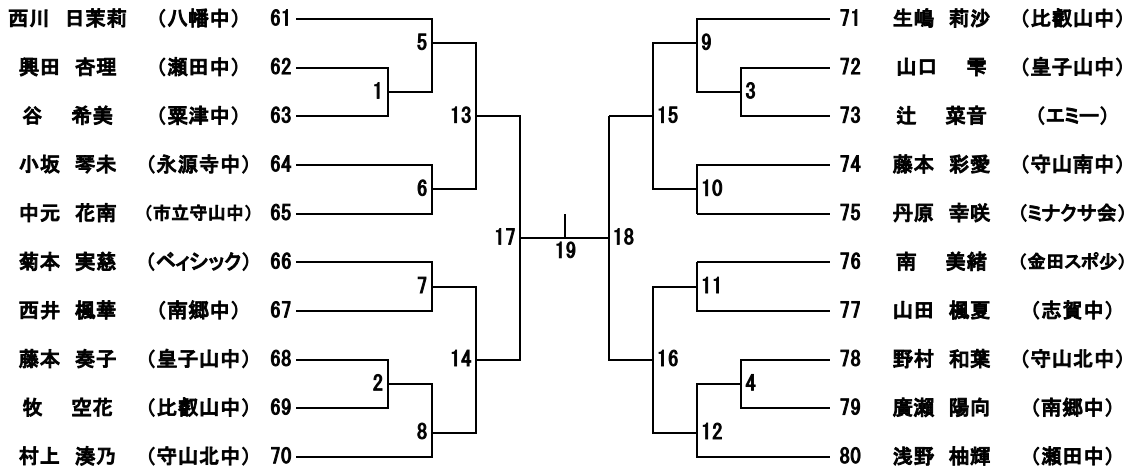 西川 日茉莉 （八幡中） 61
興田 杏理 （瀬田中） 62
谷 希美 （粟津中） 63
小坂 琴未 （永源寺中） 64
中元 花南 （市立守山中） 65
菊本 実慈 （ベィシック） 66
西井 楓華 （南郷中） 67
藤本 奏子 （皇子山中） 68
牧 空花 （比叡山中） 69
村上 湊乃 （守山北中） 70
5
1
13
6
17
7
14
2
8
19
18
9
3
15
10
11
16
4
12
71 生嶋 莉沙 （比叡山中）
72 山口 雫 （皇子山中）
73 辻 菜音 （エミー）
74 藤本 彩愛 （守山南中）
75 丹原 幸咲 （ミナクサ会）
76 南 美緒 （金田スポ少）
77 山田 楓夏 （志賀中）
78 野村 和葉 （守山北中）
79 廣瀬 陽向 （南郷中）
80 浅野 柚輝 （瀬田中）